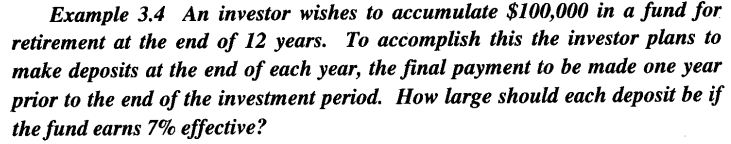 Example 3.4 An investor wishes to accumulate $100,000 in a fund for
retirement at the end of 12 years. To accomplish this the investor plans to
make deposits at the end of each year, the final payment to be made one year
prior to the end of the investment period. How large should each deposit be if
the fund earns 7% effective?